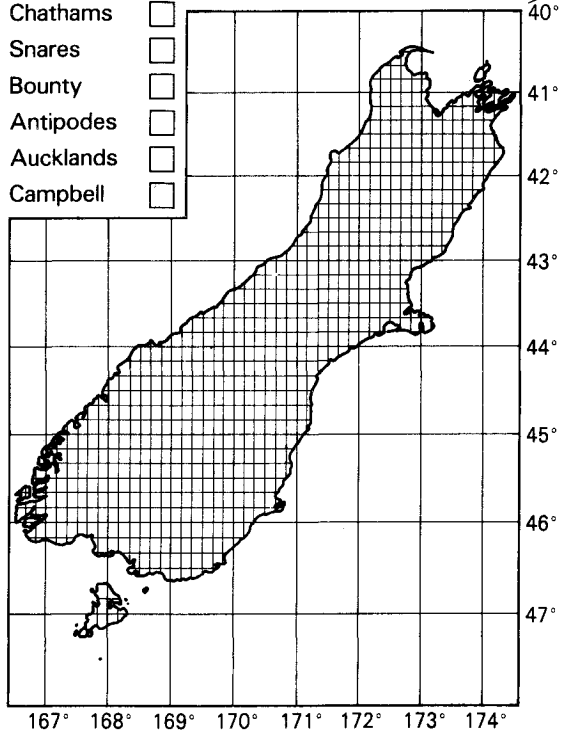 Chathams
Snares
Bounty
Antipodes
Aucklands
Campbell
40°
41°
42°
43°
44°
45°
46°
47°
167° 168° 169° 170° 171° 172° 173° 174°